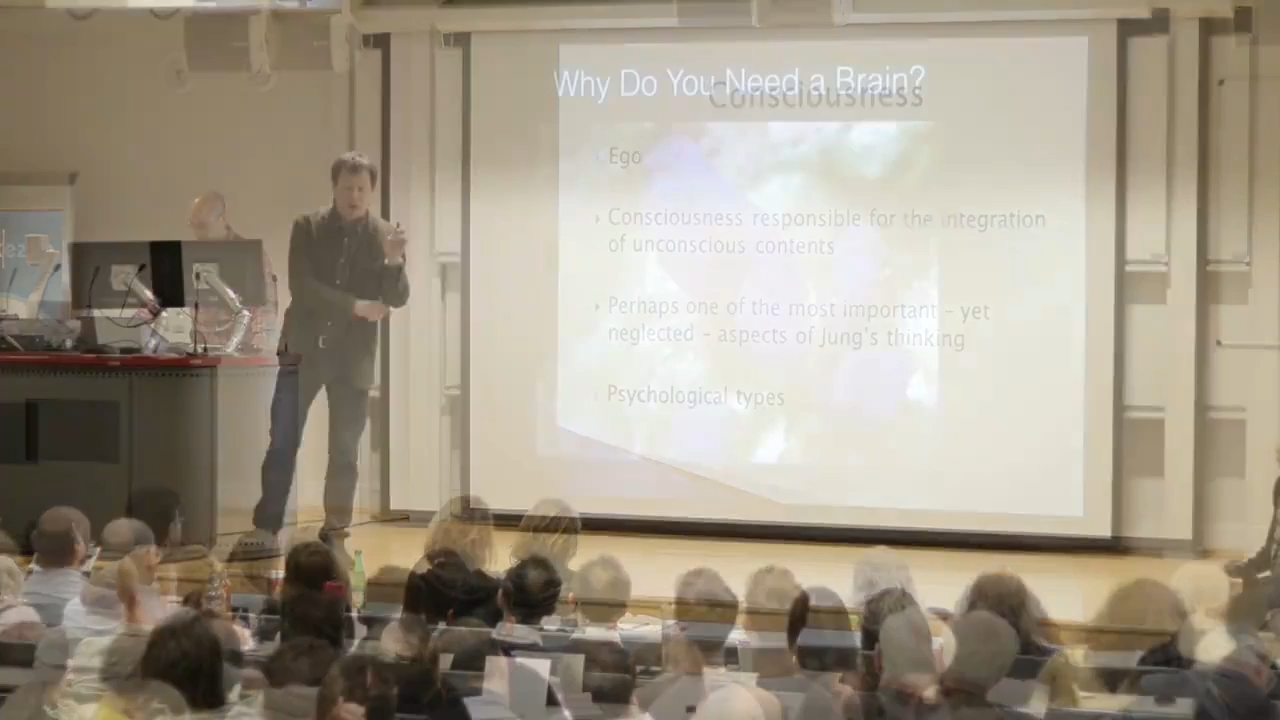 Why Do You Need a Brain?
Consciousness
Ego
Consciousness responsible for the integration
of unconscious contents
Perhaps one of the most important - yet
neglected - aspects of Jung's thinking
Psychological types